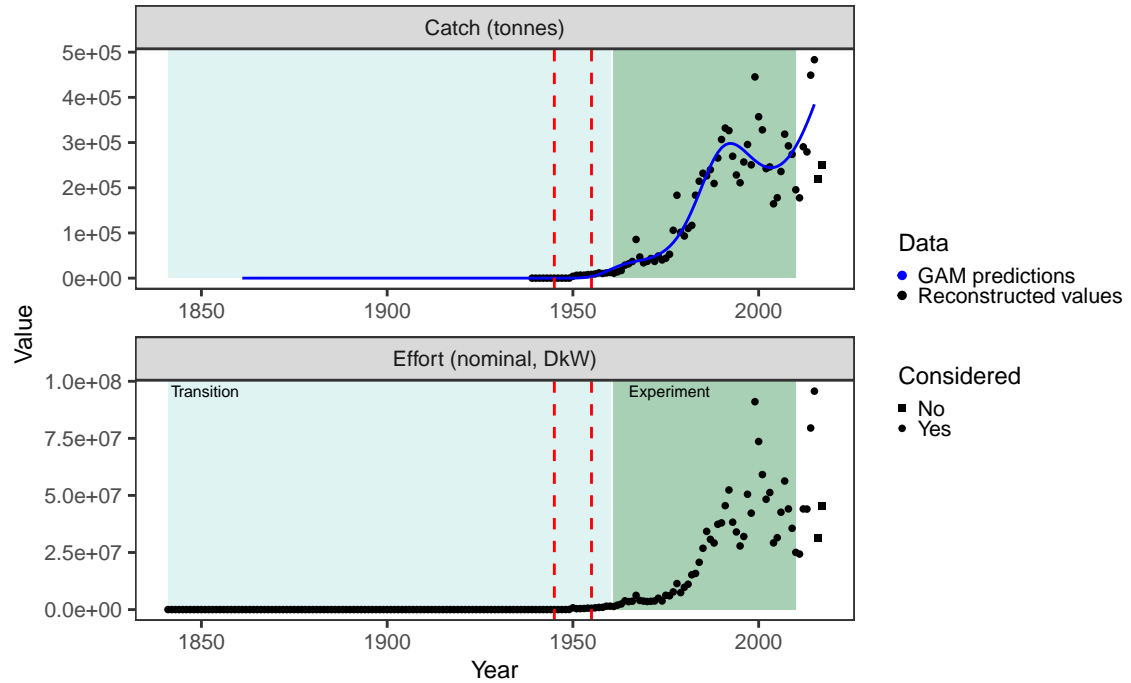 Catch (tonnes)
5e+05
4e+05
3e+05
2e+05
1e+05
0e+00
1850 1900 1950 2000
Value
Effort (nominal, DkW)
1.0e+08
7.5e+07
5.0e+07
2.5e+07
0.0e+00
Transition Experiment
1850 1900 1950 2000
Year
Data
GAM predictions
Reconstructed values
Considered
No
Yes